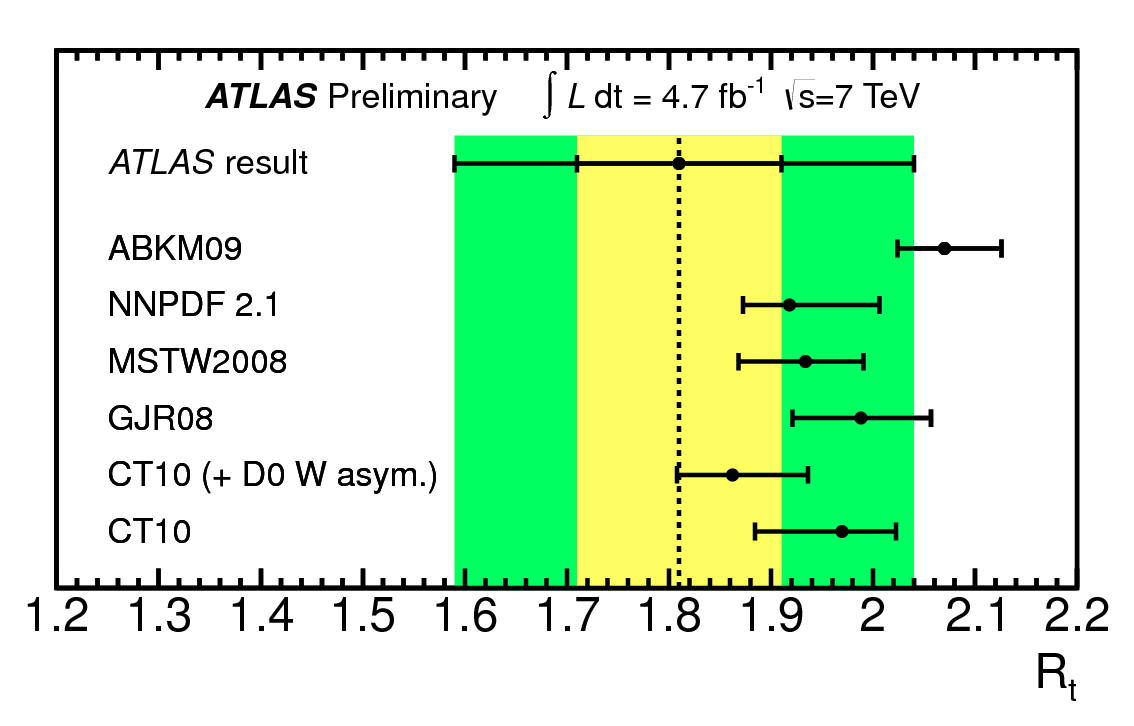 ATLAS Preliminary ∫ L dt = 4.7 fb-1 √s=7 TeV
ATLAS result
ABKM09
NNPDF 2.1
MSTW2008
GJR08
CT10 (+ D0 W asym.)
CT10
1.2 1.3 1.4 1.5 1.6 1.7 1.8 1.9 2 2.1 2.2
Rt